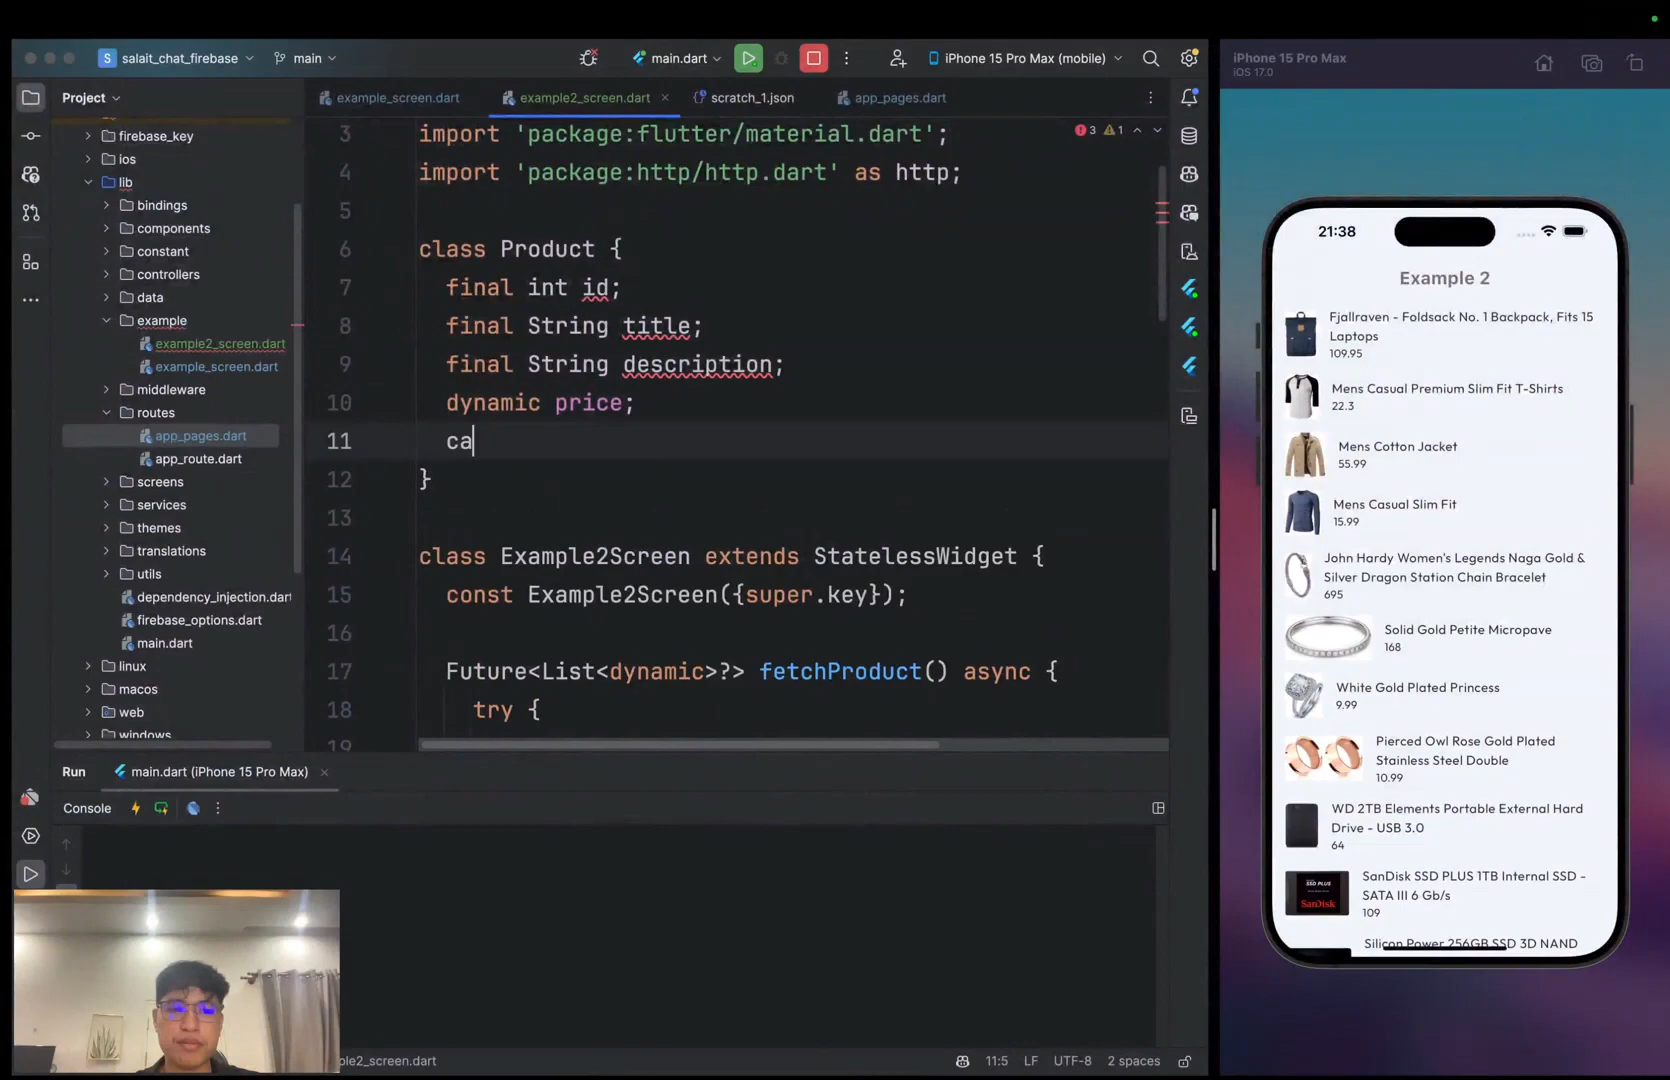 salait_chat_firebase
main
main.dart
iPhone 15 Pro Max (mobile)
Project
example_screen.dart
example2_screen.dart
scratch_1.json
app_pages.dart
firebase_key
ios
lib
bindings
components
constant
controllers
data
example
example2_screen.dart
example_screen.dart
middleware
routes
app_pages.dart
app_route.dart
screens
services
themes
translations
utils
dependency_injection.dart
firebase_options.dart
main.dart
linux
macos
web
windows
3 import 'package:flutter/material.dart';
4 import 'package:http/http.dart' as http;
5
6 class Product {
7 final int id;
8 final String title;
9 final String description;
10 dynamic price;
11 ca
12 }
13
14 class Example2Screen extends StatelessWidget {
15 const Example2Screen({super.key});
16
17 Future<List<dynamic>?> fetchProduct() async {
18 try {
19
3 1
Run
main.dart (iPhone 15 Pro Max)
Console
ple2_screen.dart
11:5 LF UTF-8 2 spaces
iPhone 15 Pro Max
iOS 17.0
21:38
Example 2
Fjallraven - Foldsack No. 1 Backpack, Fits 15
Laptops
109.95
Mens Casual Premium Slim Fit T-Shirts
22.3
Mens Cotton Jacket
55.99
Mens Casual Slim Fit
15.99
John Hardy Women's Legends Naga Gold &
Silver Dragon Station Chain Bracelet
695
Solid Gold Petite Micropave
168
White Gold Plated Princess
9.99
Pierced Owl Rose Gold Plated
Stainless Steel Double
10.99
WD 2TB Elements Portable External Hard
Drive - USB 3.0
64
SSD PLUS
SanDisk
SanDisk SSD PLUS 1TB Internal SSD -
SATA III 6 Gb/s
109
Silicon Power 256GB SSD 3D NAND